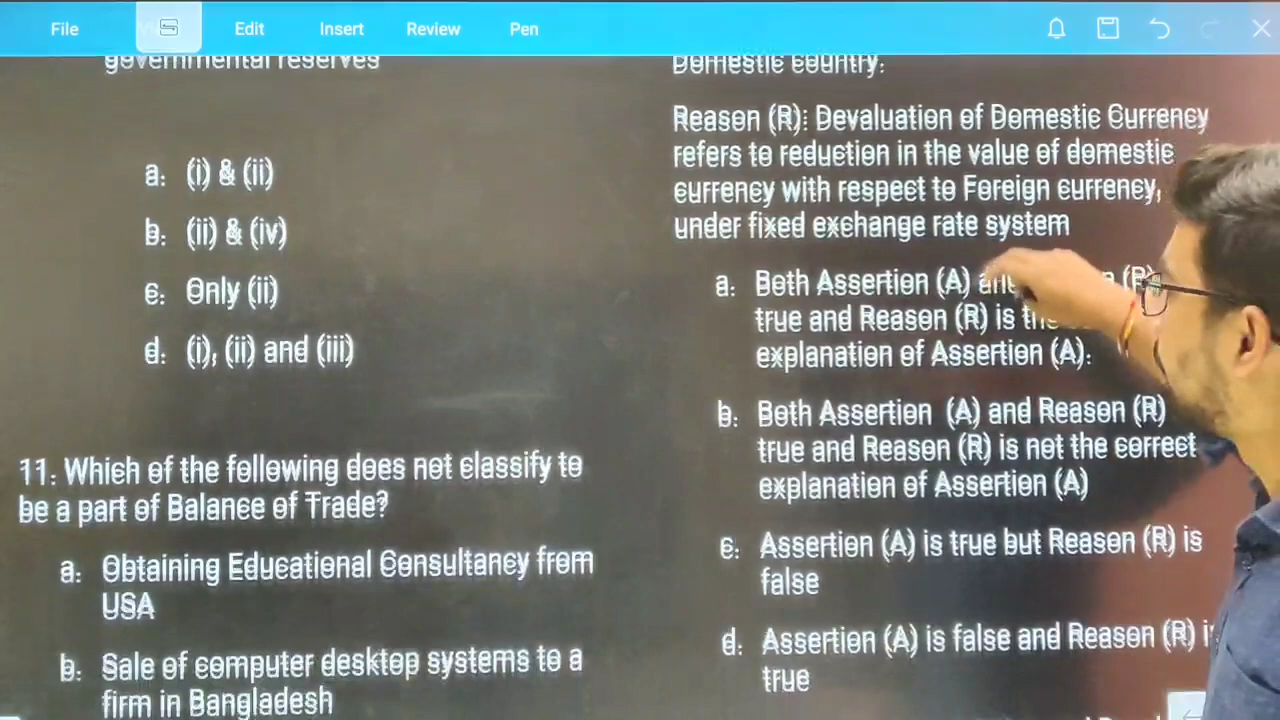 File
Edit
Insert
Review
Pen
governmental reserves
a. (i) & (ii)
b. (ii) & (iv)
c. Only (ii)
d. (i), (ii) and (iii)
11. Which of the following does not classify to
be a part of Balance of Trade?
a. Obtaining Educational Consultancy from
USA
b. Sale of computer desktop systems to a
firm in Bangladesh
Domestic country.
Reason (R): Devaluation of Domestic Currency
refers to reduction in the value of domestic
currency with respect to Foreign currency,
under fixed exchange rate system
a. Both Assertion (A) and (R)
true and Reason (R) is
explanation of Assertion (A).
b. Both Assertion (A) and Reason (R)
true and Reason (R) is not the correct
explanation of Assertion (A)
c. Assertion (A) is true but Reason (R) is
false
d. Assertion (A) is false and Reason (R) i
true